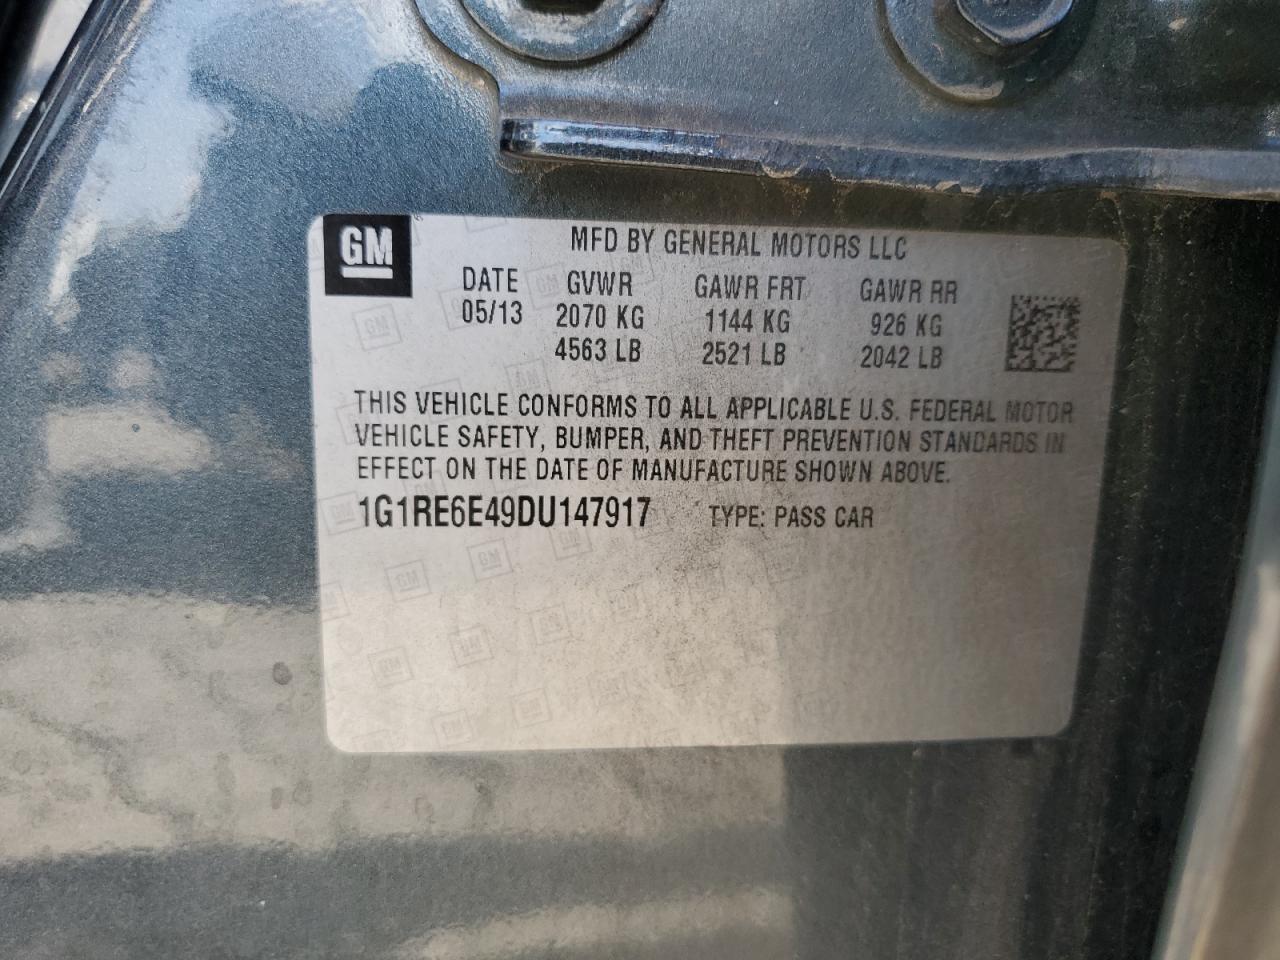 GM
MFD BY GENERAL MOTORS LLC
DATE GVWR GAWR FRT GAWR RR
05/13 2070 KG 1144 KG 926 KG
4563 LB 2521 LB 2042 LB
THIS VEHICLE CONFORMS TO ALL APPLICABLE U.S. FEDERAL MOTOR
VEHICLE SAFETY, BUMPER, AND THEFT PREVENTION STANDARDS IN
EFFECT ON THE DATE OF MANUFACTURE SHOWN ABOVE.
1G1RE6E49DU147917 TYPE: PASS CAR